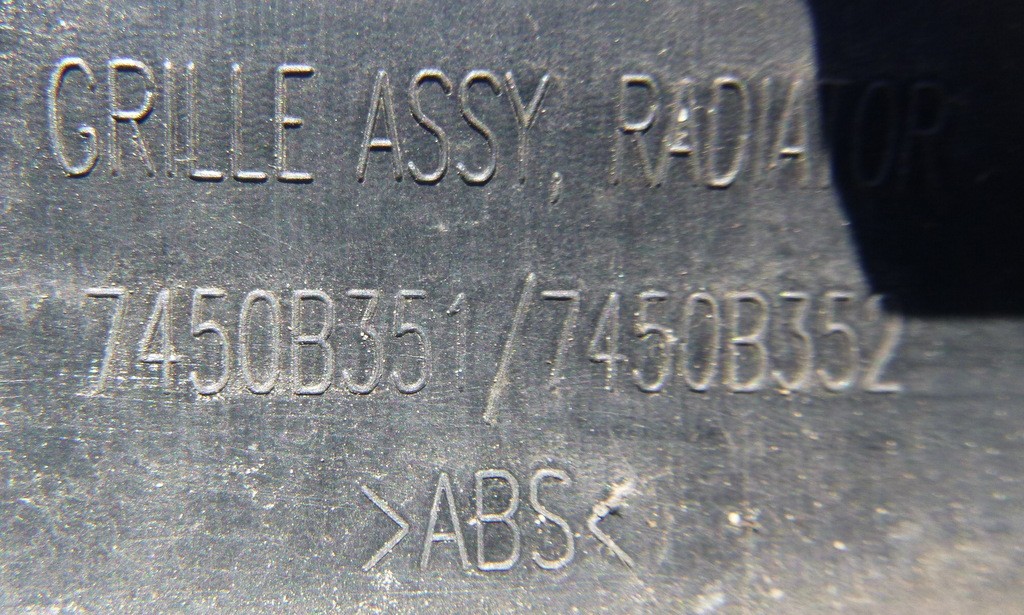 GRILLE ASSY, RADIATOR
7450B351/7450B352
>ABS<